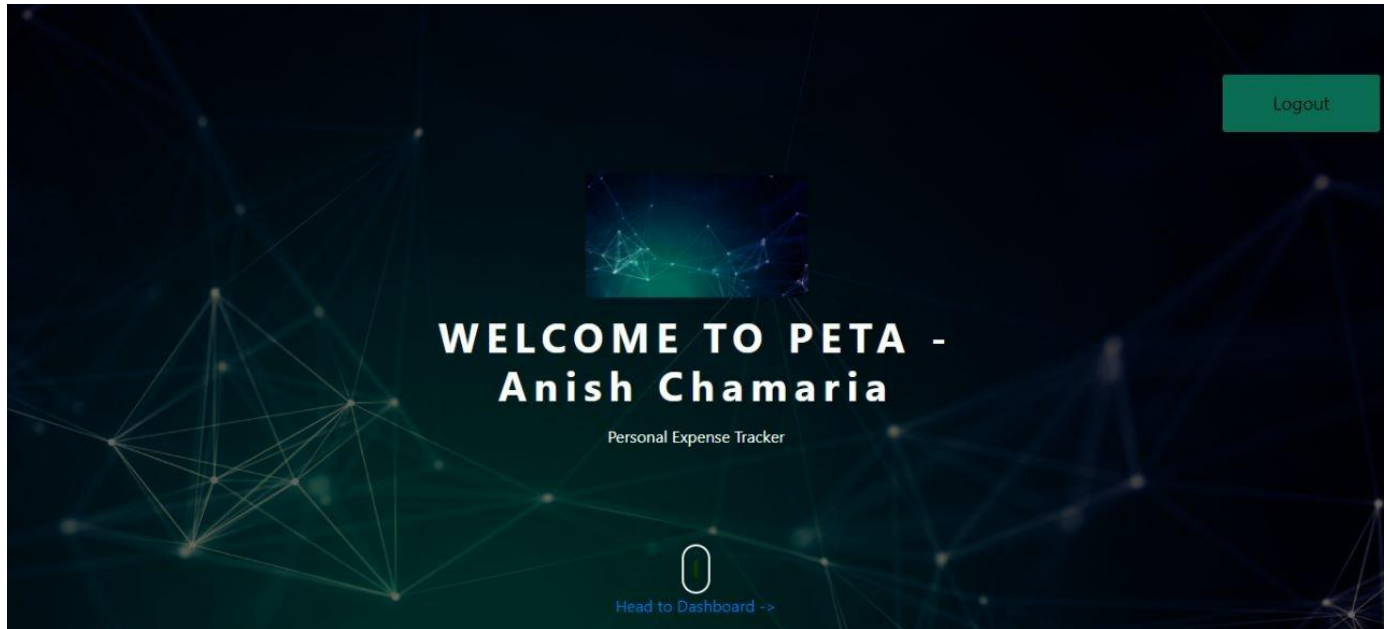 Logout
WELCOME TO PETA -
Anish Chamaria
Personal Expense Tracker
Head to Dashboard ->